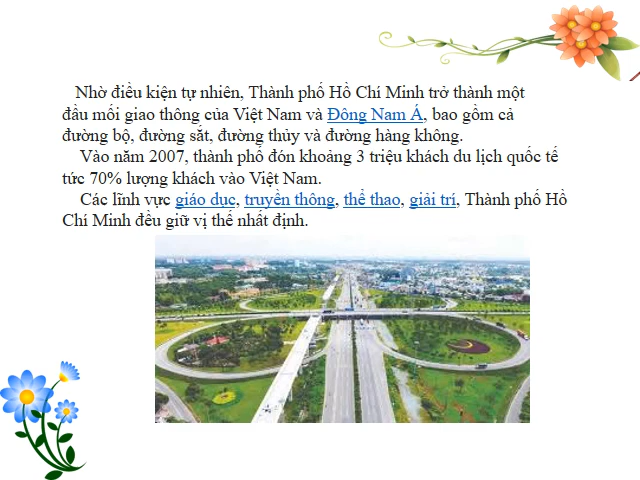 Nhờ điều kiện tự nhiên, Thành phố Hồ Chí Minh trở thành một
đầu mối giao thông của Việt Nam và Đông Nam Á, bao gồm cả
đường bộ, đường sắt, đường thủy và đường hàng không.
Vào năm 2007, thành phố đón khoảng 3 triệu khách du lịch quốc tế
tức 70% lượng khách vào Việt Nam.
Các lĩnh vực giáo dục, truyền thông, thể thao, giải trí, Thành phố Hồ
Chí Minh đều giữ vị thế nhất định.